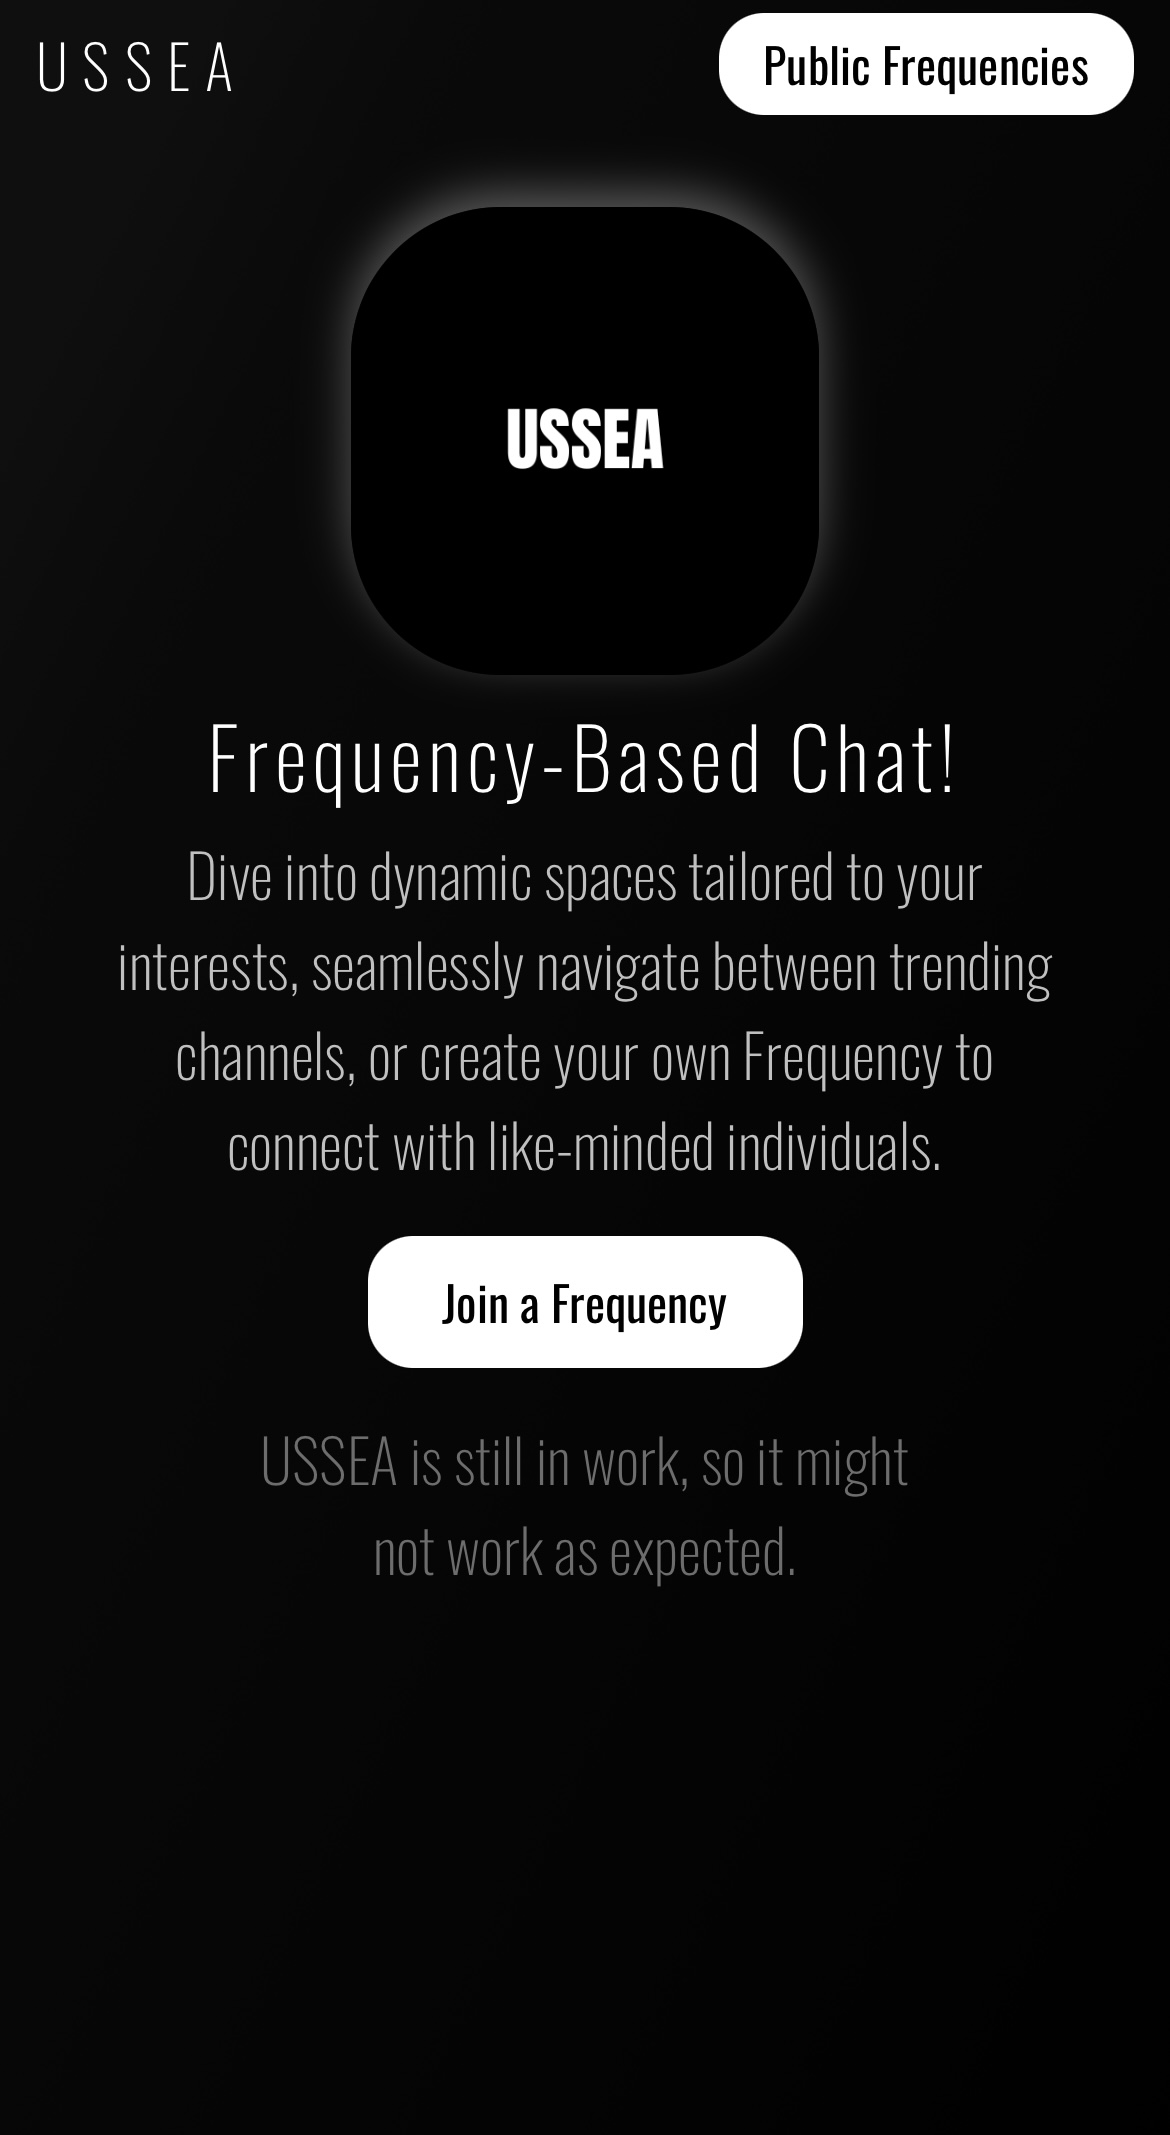 USSEA
Public Frequencies
USSEA
Frequency-Based Chat!
Dive into dynamic spaces tailored to your
interests, seamlessly navigate between trending
channels, or create your own Frequency to
connect with like-minded individuals.
Join a Frequency
USSEA is still in work, so it might
not work as expected.